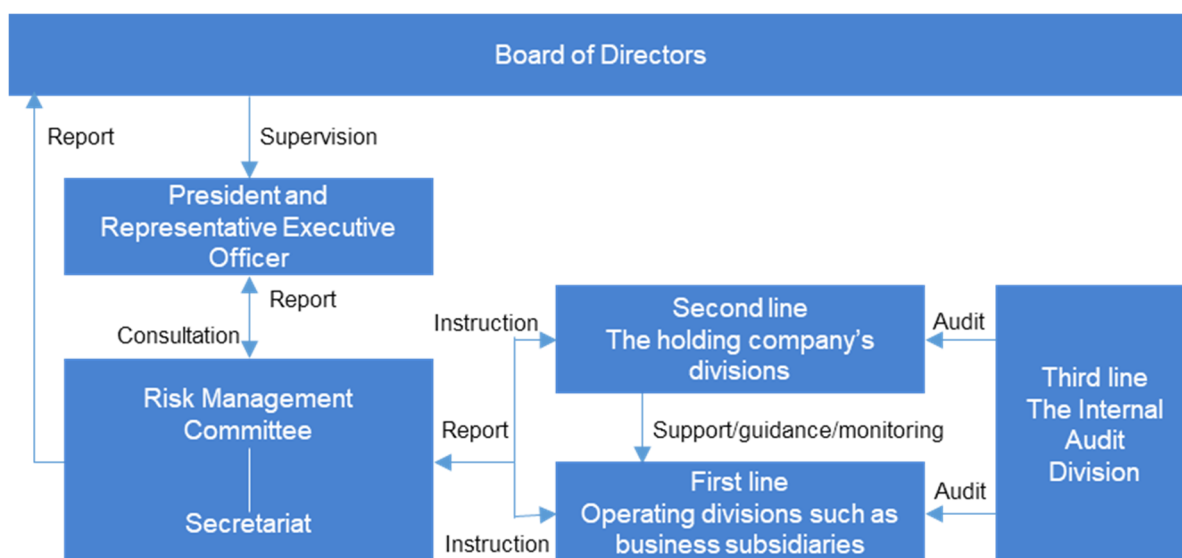 Board of Directors
Report
Supervision
President and
Representative Executive
Officer
Report
Consultation
Instruction
Second line
The holding company's
divisions
Audit
Third line
The Internal
Audit
Division
Risk Management
Committee
Secretariat
Report
Support/guidance/monitoring
First line
Operating divisions such as
business subsidiaries
Audit
Instruction